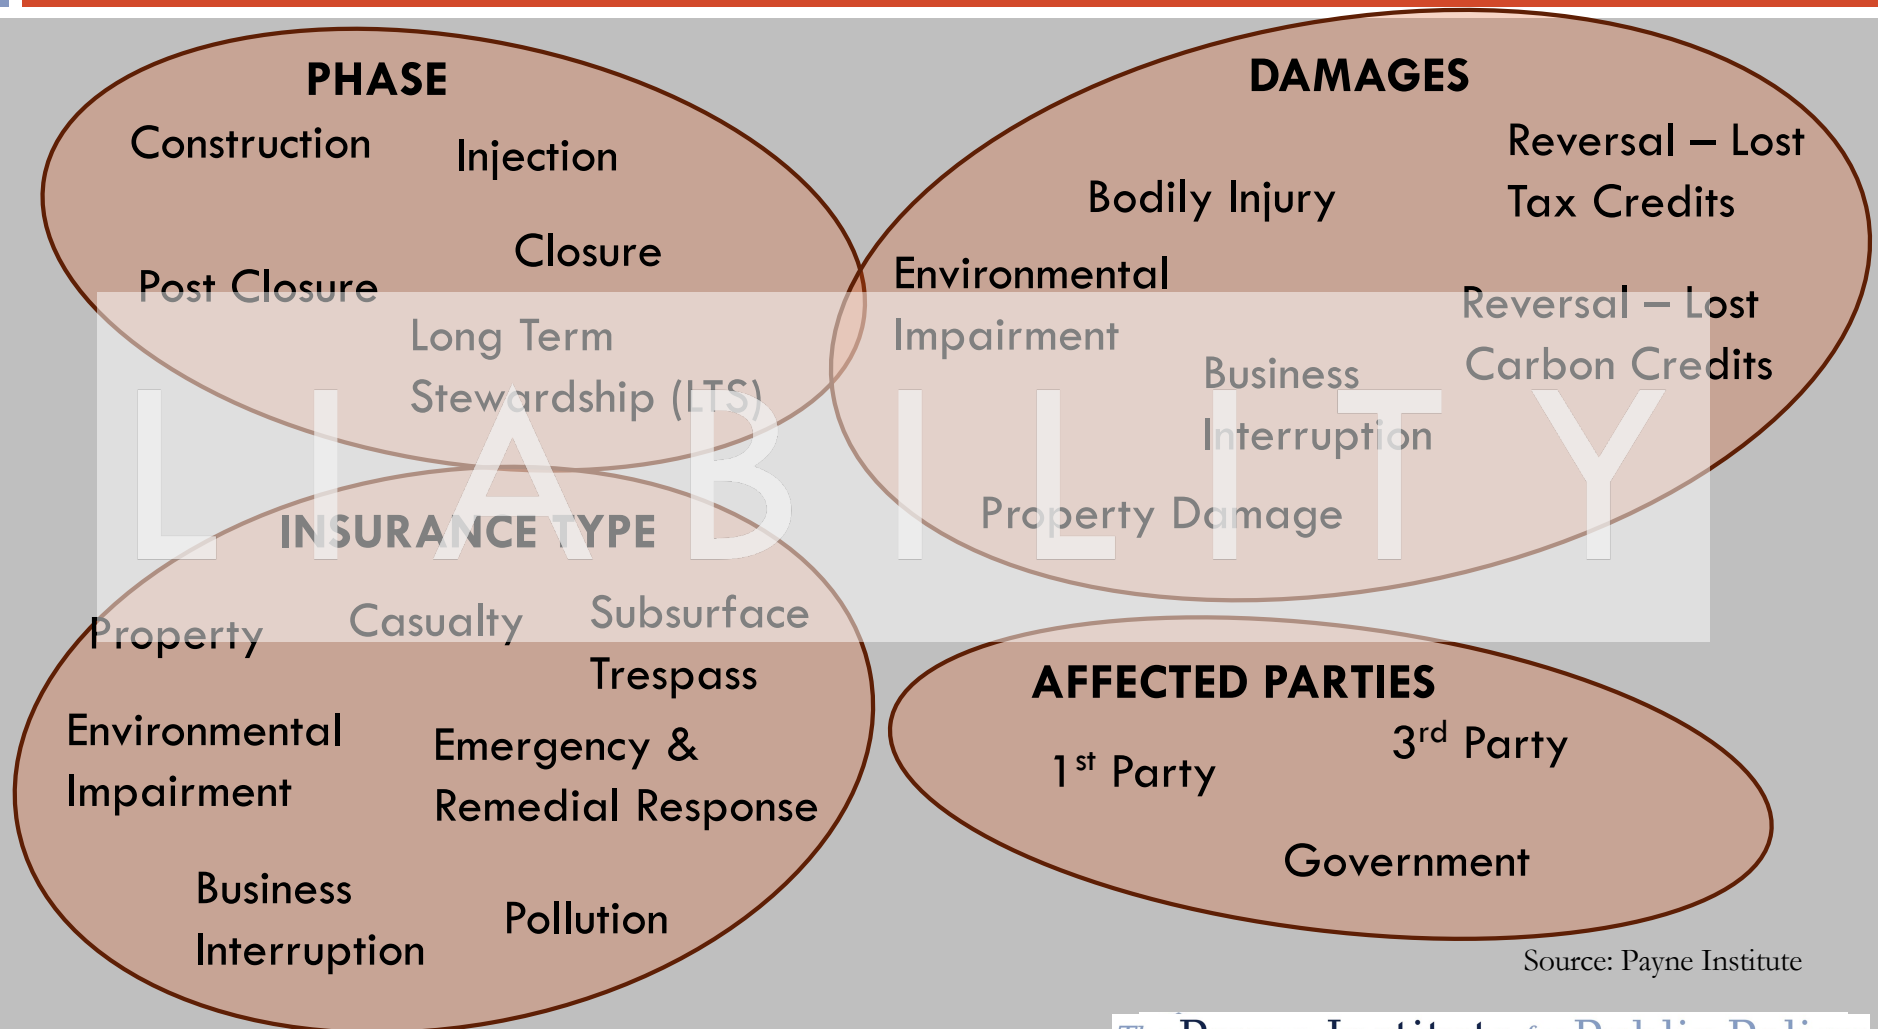 PHASE
Construction
Injection
Closure
Post Closure
Long Term
Stewardship (LTS)
DAMAGES
Reversal – Lost
Tax Credits
Bodily Injury
Environmental
Impairment
Reversal – Lost
Carbon Credits
Business
Interruption
Property Damage
LIABILITY
INSURANCE TYPE
Property
Casualty
Subsurface
Trespass
Environmental
Impairment
Emergency &
Remedial Response
Business
Interruption
Pollution
AFFECTED PARTIES
1st Party
3rd Party
Government
Source: Payne Institute